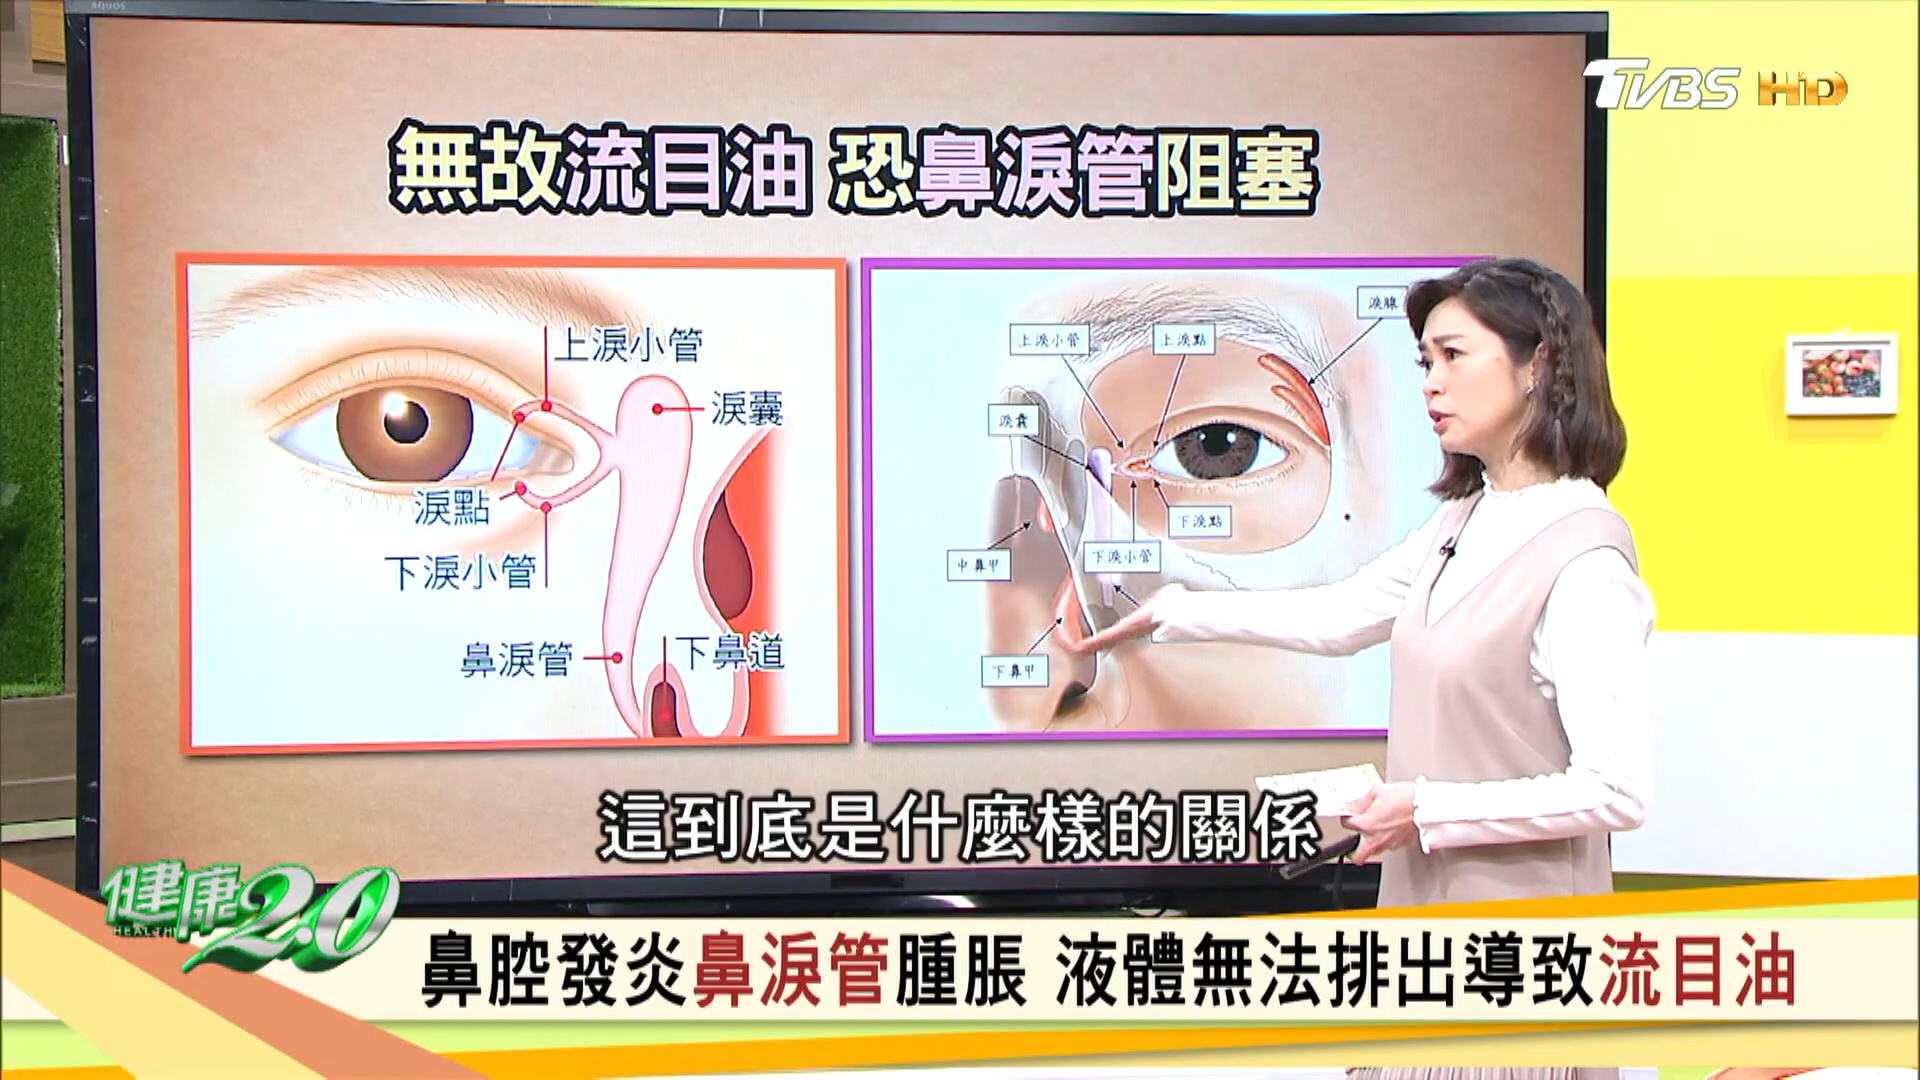 AQUOS
TVBS HD
無故流目油 恐鼻淚管阻塞
上淚小管
淚囊
淚點
下淚小管
鼻淚管
下鼻道
淚腺
上淚小管
上淚點
淚囊
下淚點
下淚小管
中鼻甲
下鼻甲
這到底是什麼樣的關係
健康2.0
HEALTH
鼻腔發炎鼻淚管腫脹 液體無法排出導致流目油